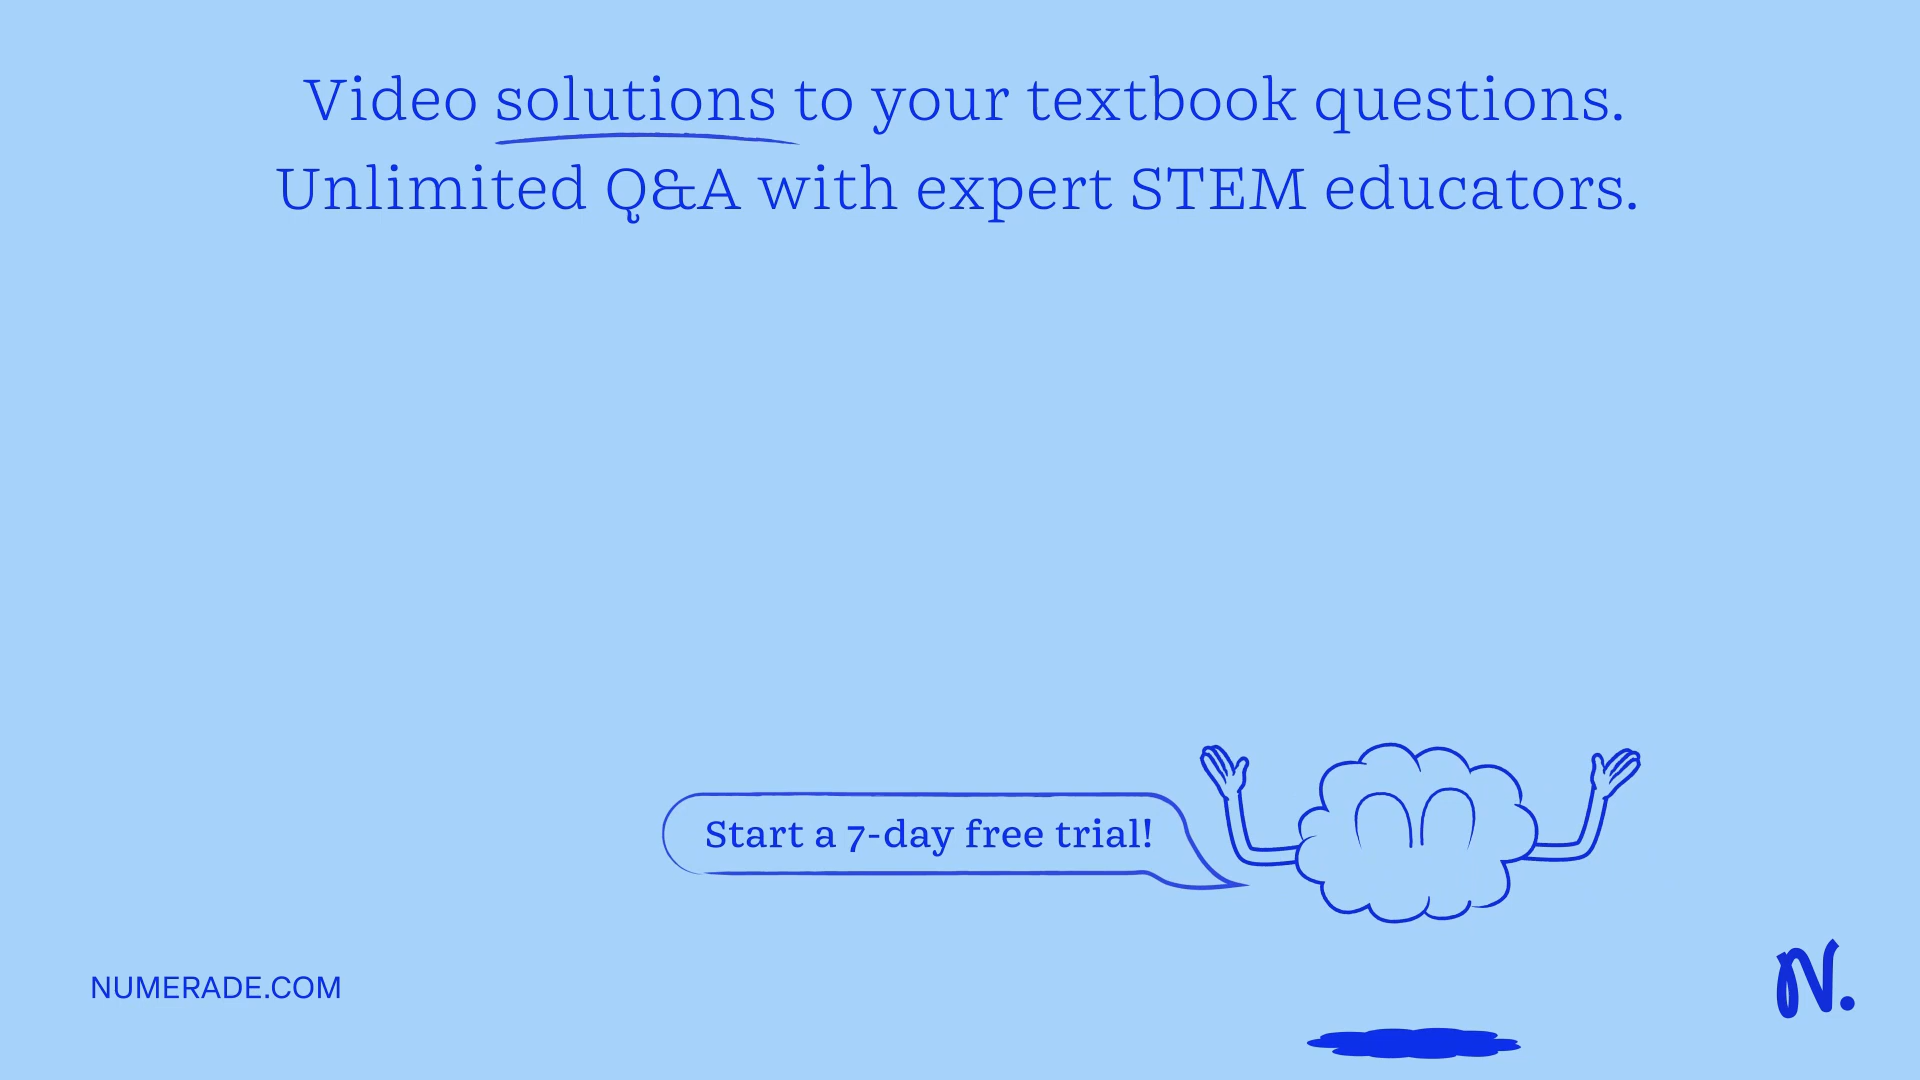 Video solutions to your textbook questions.
Unlimited Q&A with expert STEM educators.
Start a 7-day free trial!
NUMERADE.COM
N.